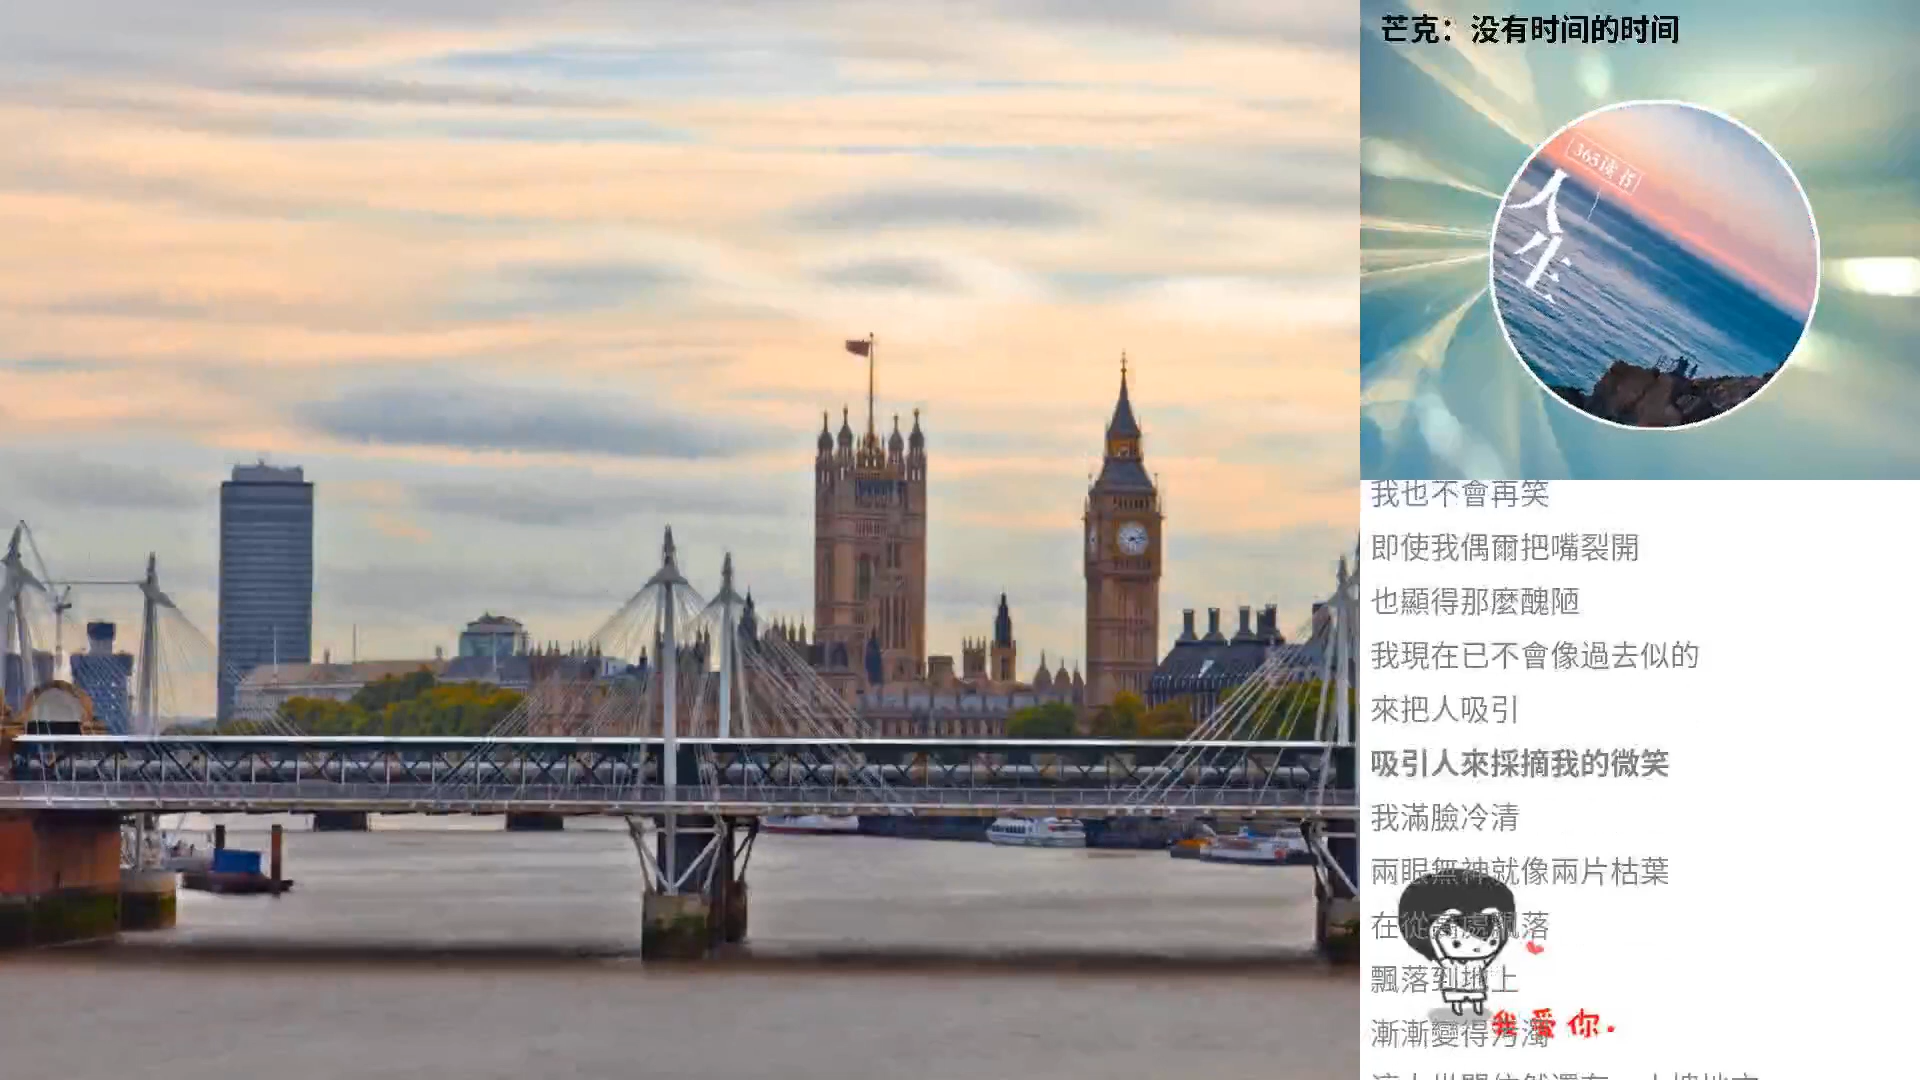 芒克：没有时间的时间
365读书
人生
我也不會再笑
即使我偶爾把嘴裂開
也顯得那麼醜陋
我現在已不會像過去似的
來把人吸引
吸引人來採摘我的微笑
我滿臉冷清
兩眼無神就像兩片枯葉
在從高處飄落
飄落到地上
漸漸變得污濁
我爱你.